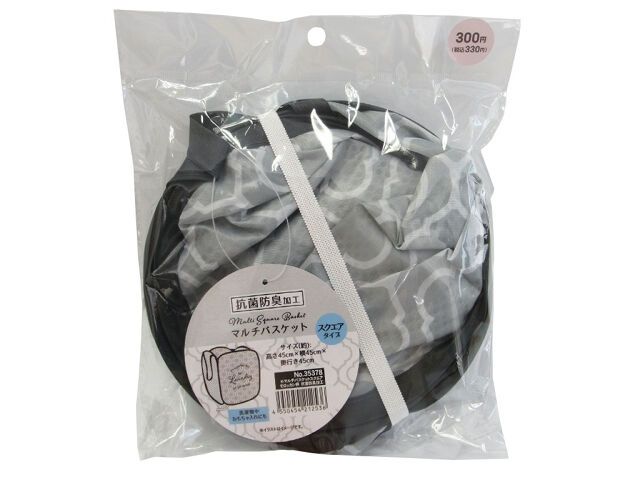 300円
(税込330円)
抗菌防臭加工
Multi Square Basket
マルチバスケット
スクエア
タイプ
サイズ(約):
高さ45cm×横45cm×
奥行き45cm
No.35378
Laundry
洗濯物や
おもちゃ入れにも
4 550454 212536
※イラストはイメージです。